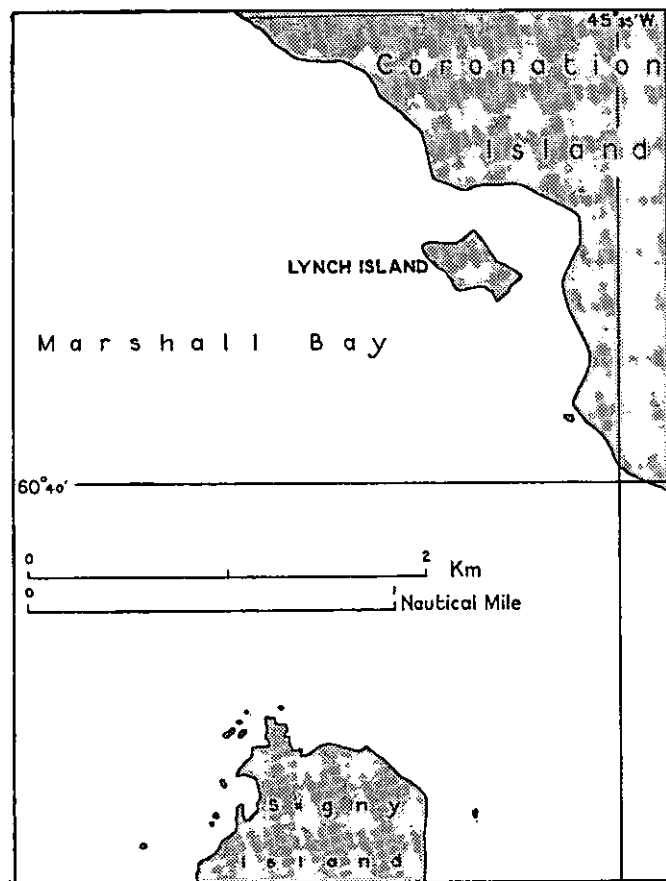 45° 35'W
Coronation
Island
LYNCH ISLAND
Marshall Bay
60° 40'
0 2
Km
0 1
Nautical Mile
Signy
island